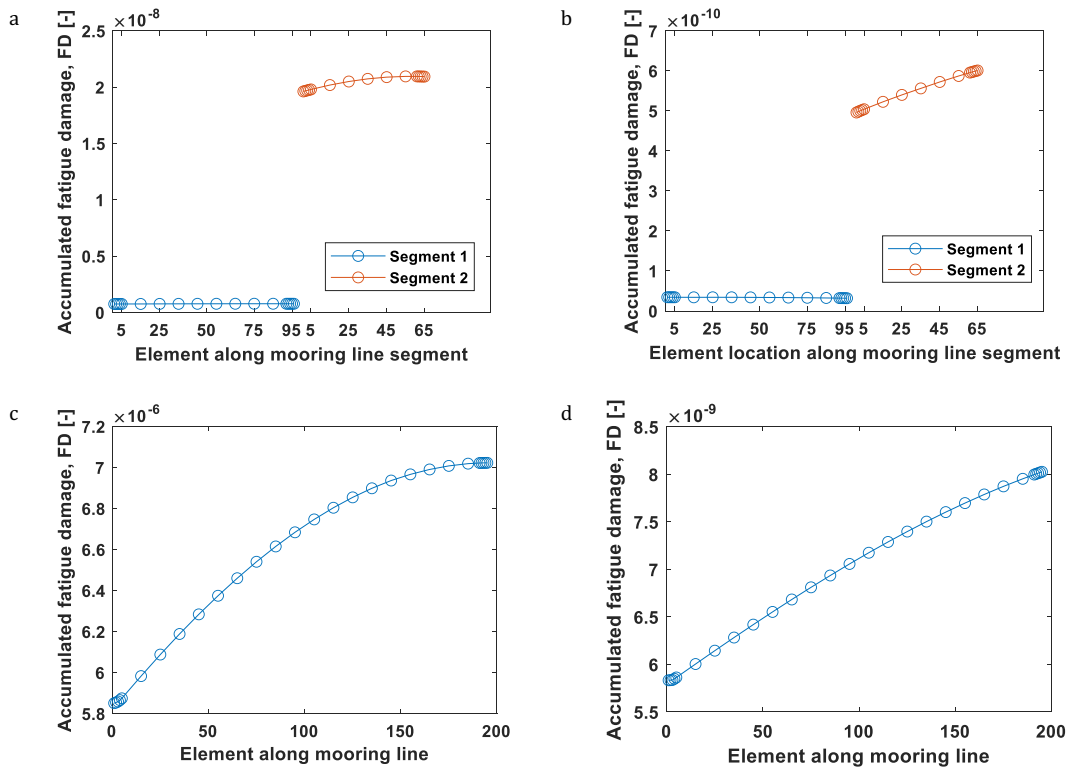 a
×10-8
Accumulated fatigue damage, FD [-]
2.5
2
1.5
1
0.5
0
Segment 1
Segment 2
5 25 50 75 95 5 25 45 65
Element along mooring line segment
b
×10-10
Accumulated fatigue damage, FD [-]
7
6
5
4
3
2
1
0
Segment 1
Segment 2
5 25 50 75 95 5 25 45 65
Element location along mooring line segment
c
×10-6
Accumulated fatigue damage, FD [-]
7.2
7
6.8
6.6
6.4
6.2
6
5.8
0 50 100 150 200
Element along mooring line
d
×10-9
Accumulated fatigue damage, FD [-]
8.5
8
7.5
7
6.5
6
5.5
0 50 100 150 200
Element along mooring line